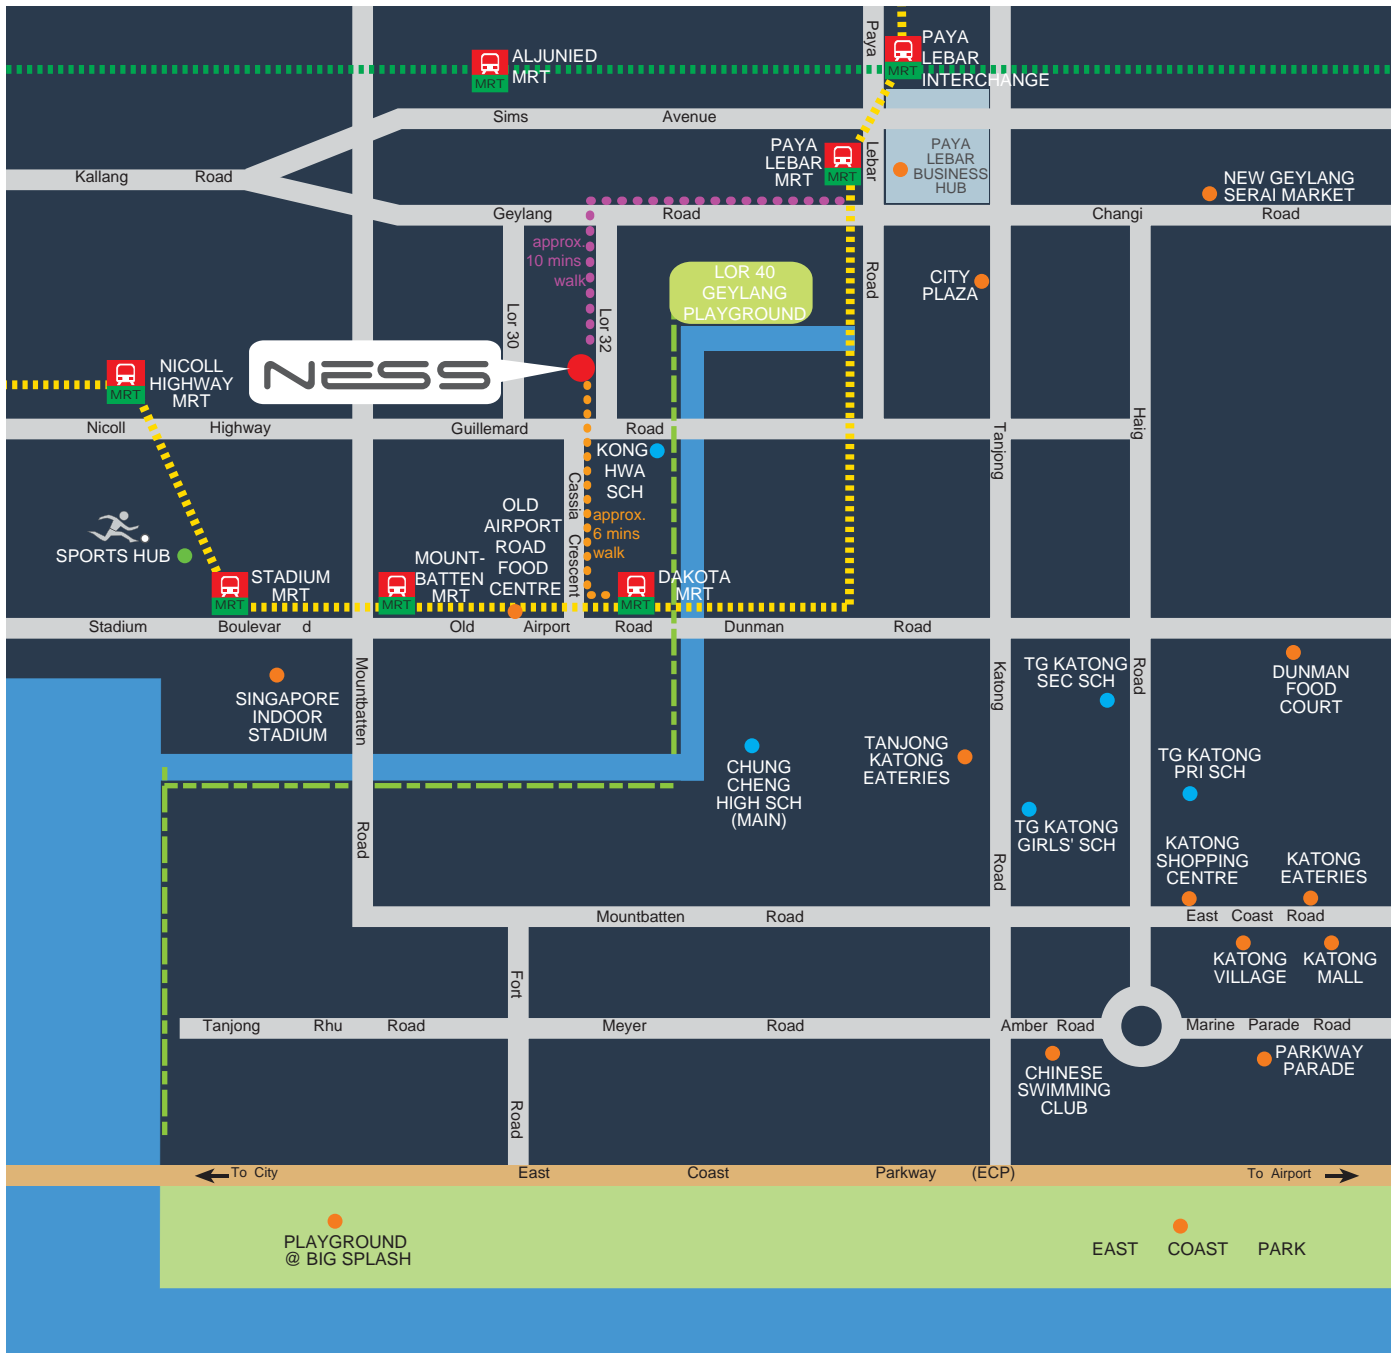 ALJUNIED
MRT
MRT
Paya
PAYA
LEBAR
INTERCHANGE
MRT
Sims Avenue
PAYA
LEBAR
MRT
MRT
Lebar
PAYA
LEBAR
BUSINESS
HUB
Kallang Road
NEW GEYLANG
SERAI MARKET
Geylang Road
Changi Road
approx.
10 mins
walk
LOR 40
GEYLANG
PLAYGROUND
Road
CITY
PLAZA
Lor 30
Lor 32
NESS
NICOLL
HIGHWAY
MRT
MRT
Nicoll Highway
Guillemard Road
Tanjong
Haig
KONG
HWA
SCH
Cassia Crescent
OLD
AIRPORT
ROAD
FOOD
CENTRE
approx.
6 mins
walk
SPORTS HUB
STADIUM
MRT
MRT
MOUNT-
BATTEN
MRT
MRT
DAKOTA
MRT
MRT
Stadium Boulevar d
Old Airport Road
Dunman Road
Mountbatten
Katong
Road
TG KATONG
SEC SCH
DUNMAN
FOOD
COURT
SINGAPORE
INDOOR
STADIUM
CHUNG
CHENG
HIGH SCH
(MAIN)
TANJONG
KATONG
EATERIES
TG KATONG
PRI SCH
TG KATONG
GIRLS' SCH
Road
Road
KATONG
SHOPPING
CENTRE
KATONG
EATERIES
Mountbatten Road
East Coast Road
KATONG
VILLAGE
KATONG
MALL
Fort
Tanjong Rhu Road
Meyer Road
Amber Road
Marine Parade Road
CHINESE
SWIMMING
CLUB
PARKWAY
PARADE
Road
To City
East Coast Parkway (ECP)
To Airport
PLAYGROUND
@ BIG SPLASH
EAST COAST PARK